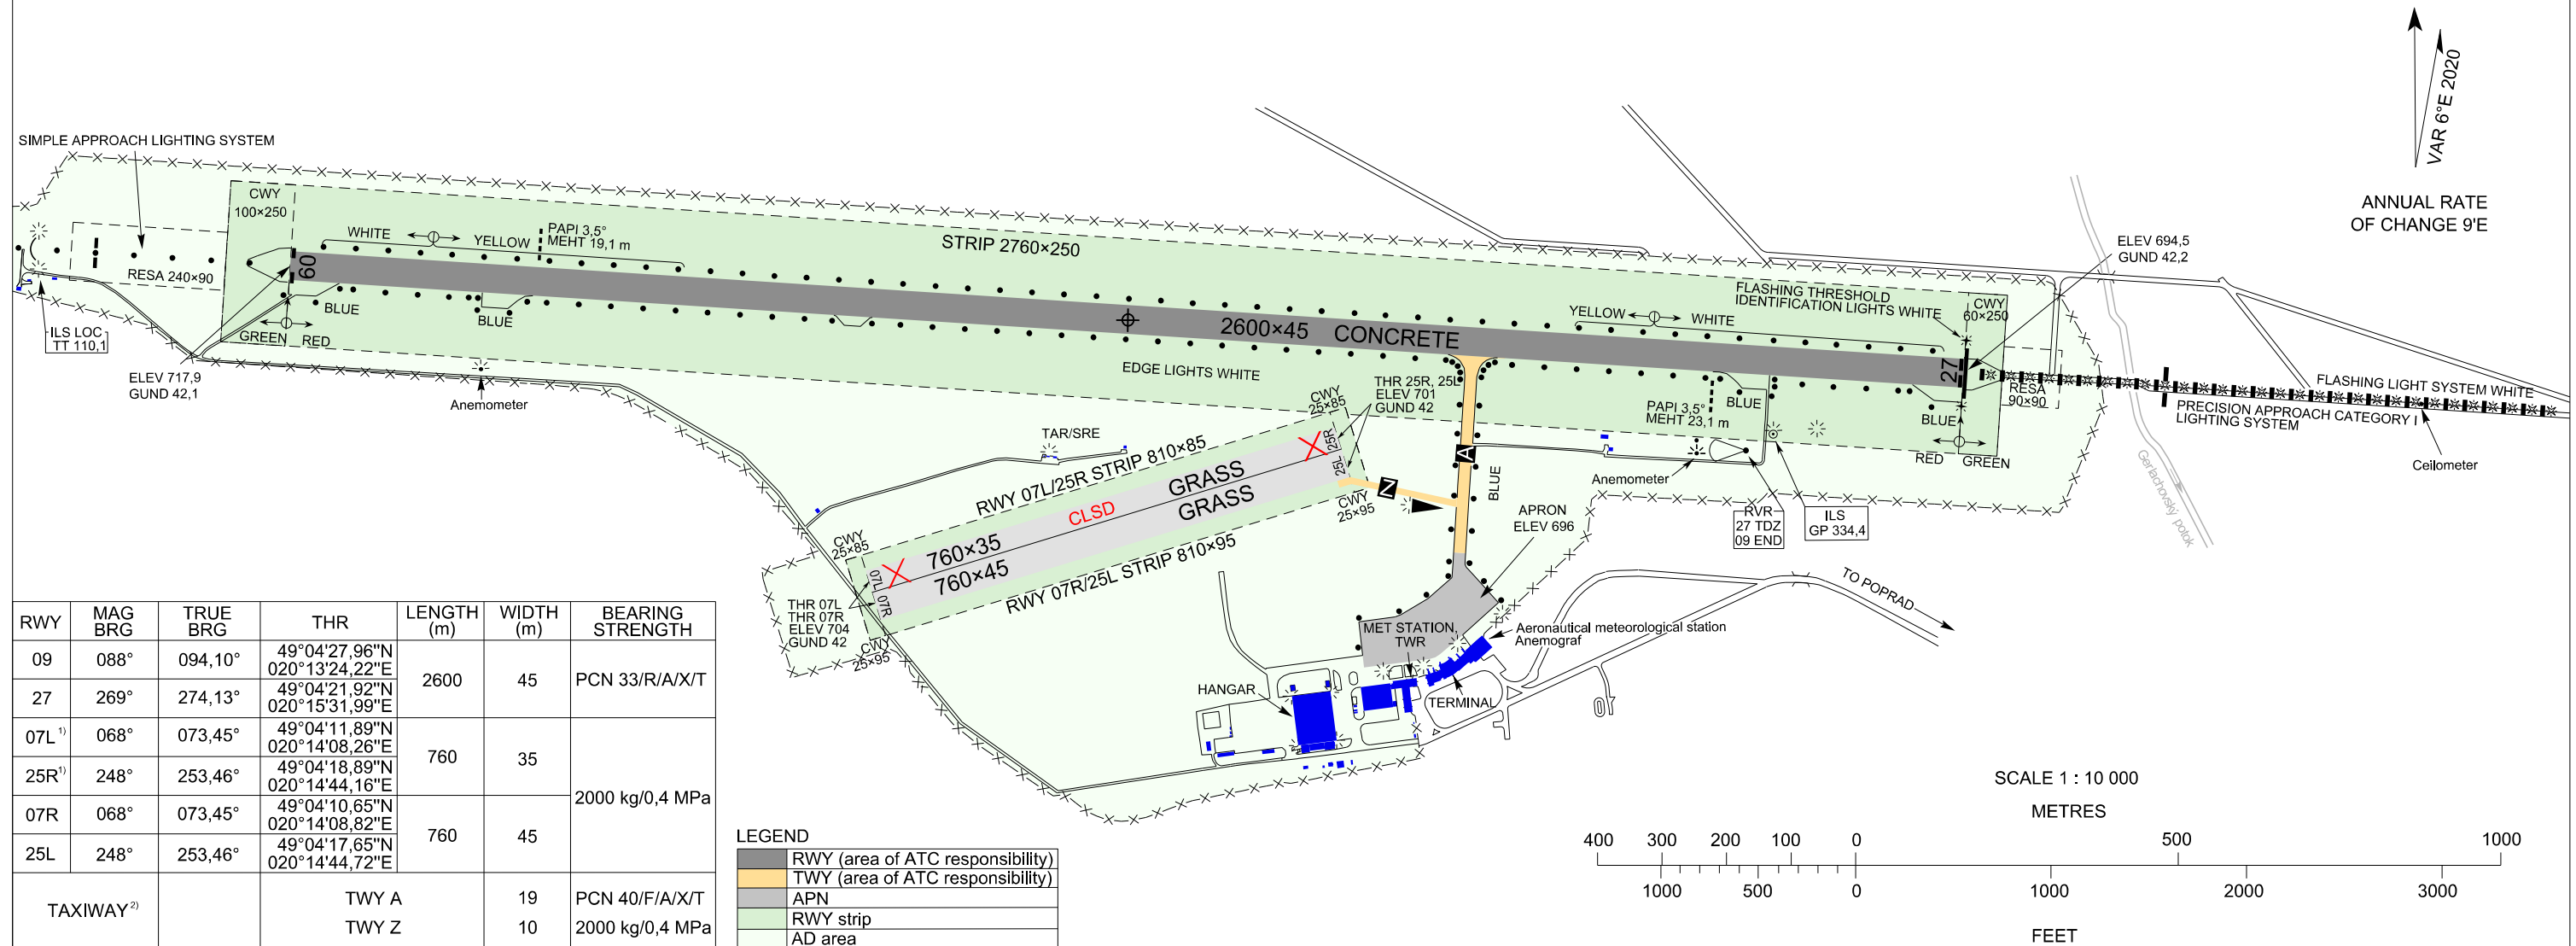 VAR 6°E 2020
ANNUAL RATE
OF CHANGE 9'E
SIMPLE APPROACH LIGHTING SYSTEM
CWY
100×250
WHITE
YELLOW
PAPI 3,5°
MEHT 19,1 m
STRIP 2760×250
RESA 240×90
09
BLUE
BLUE
GREEN
RED
ILS LOC
TT 110,1
ELEV 717,9
GUND 42,1
Anemometer
2600×45 CONCRETE
EDGE LIGHTS WHITE
YELLOW
WHITE
FLASHING THRESHOLD
IDENTIFICATION LIGHTS WHITE
CWY
60×250
ELEV 694,5
GUND 42,2
27
RESA
90×90
FLASHING LIGHT SYSTEM WHITE
PRECISION APPROACH CATEGORY I
LIGHTING SYSTEM
Ceilometer
Gerlachovský potok
PAPI 3,5°
MEHT 23,1 m
BLUE
BLUE
RED
GREEN
Anemometer
RVR
27 TDZ
09 END
ILS
GP 334,4
THR 25R, 25L
ELEV 701
GUND 42
CWY
25×85
25R
25L
TAR/SRE
RWY 07L/25R STRIP 810×85
GRASS
GRASS
CLSD
760×35
760×45
RWY 07R/25L STRIP 810×95
CWY
25×85
07L
07R
CWY
25×95
CWY
25×95
THR 07L
THR 07R
ELEV 704
GUND 42
Z
A
BLUE
APRON
ELEV 696
MET STATION
TWR
Aeronautical meteorological station
Anemograf
TERMINAL
HANGAR
TO POPRAD
RWY MAG BRG TRUE BRG THR LENGTH (m) WIDTH (m) BEARING STRENGTH
09 088° 094,10° 49°04'27,96"N 020°13'24,22"E 2600 45 PCN 33/R/A/X/T
27 269° 274,13° 49°04'21,92"N 020°15'31,99"E
07L 1) 068° 073,45° 49°04'11,89"N 020°14'08,26"E 760 35 2000 kg/0,4 MPa
25R 1) 248° 253,46° 49°04'18,89"N 020°14'44,16"E
07R 068° 073,45° 49°04'10,65"N 020°14'08,82"E 760 45
25L 248° 253,46° 49°04'17,65"N 020°14'44,72"E
TAXIWAY 2) TWY A 19 PCN 40/F/A/X/T
TWY Z 10 2000 kg/0,4 MPa
LEGEND
RWY (area of ATC responsibility)
TWY (area of ATC responsibility)
APN
RWY strip
AD area
SCALE 1 : 10 000
METRES
400 300 200 100 0 500 1000
1000 500 0 1000 2000 3000
FEET